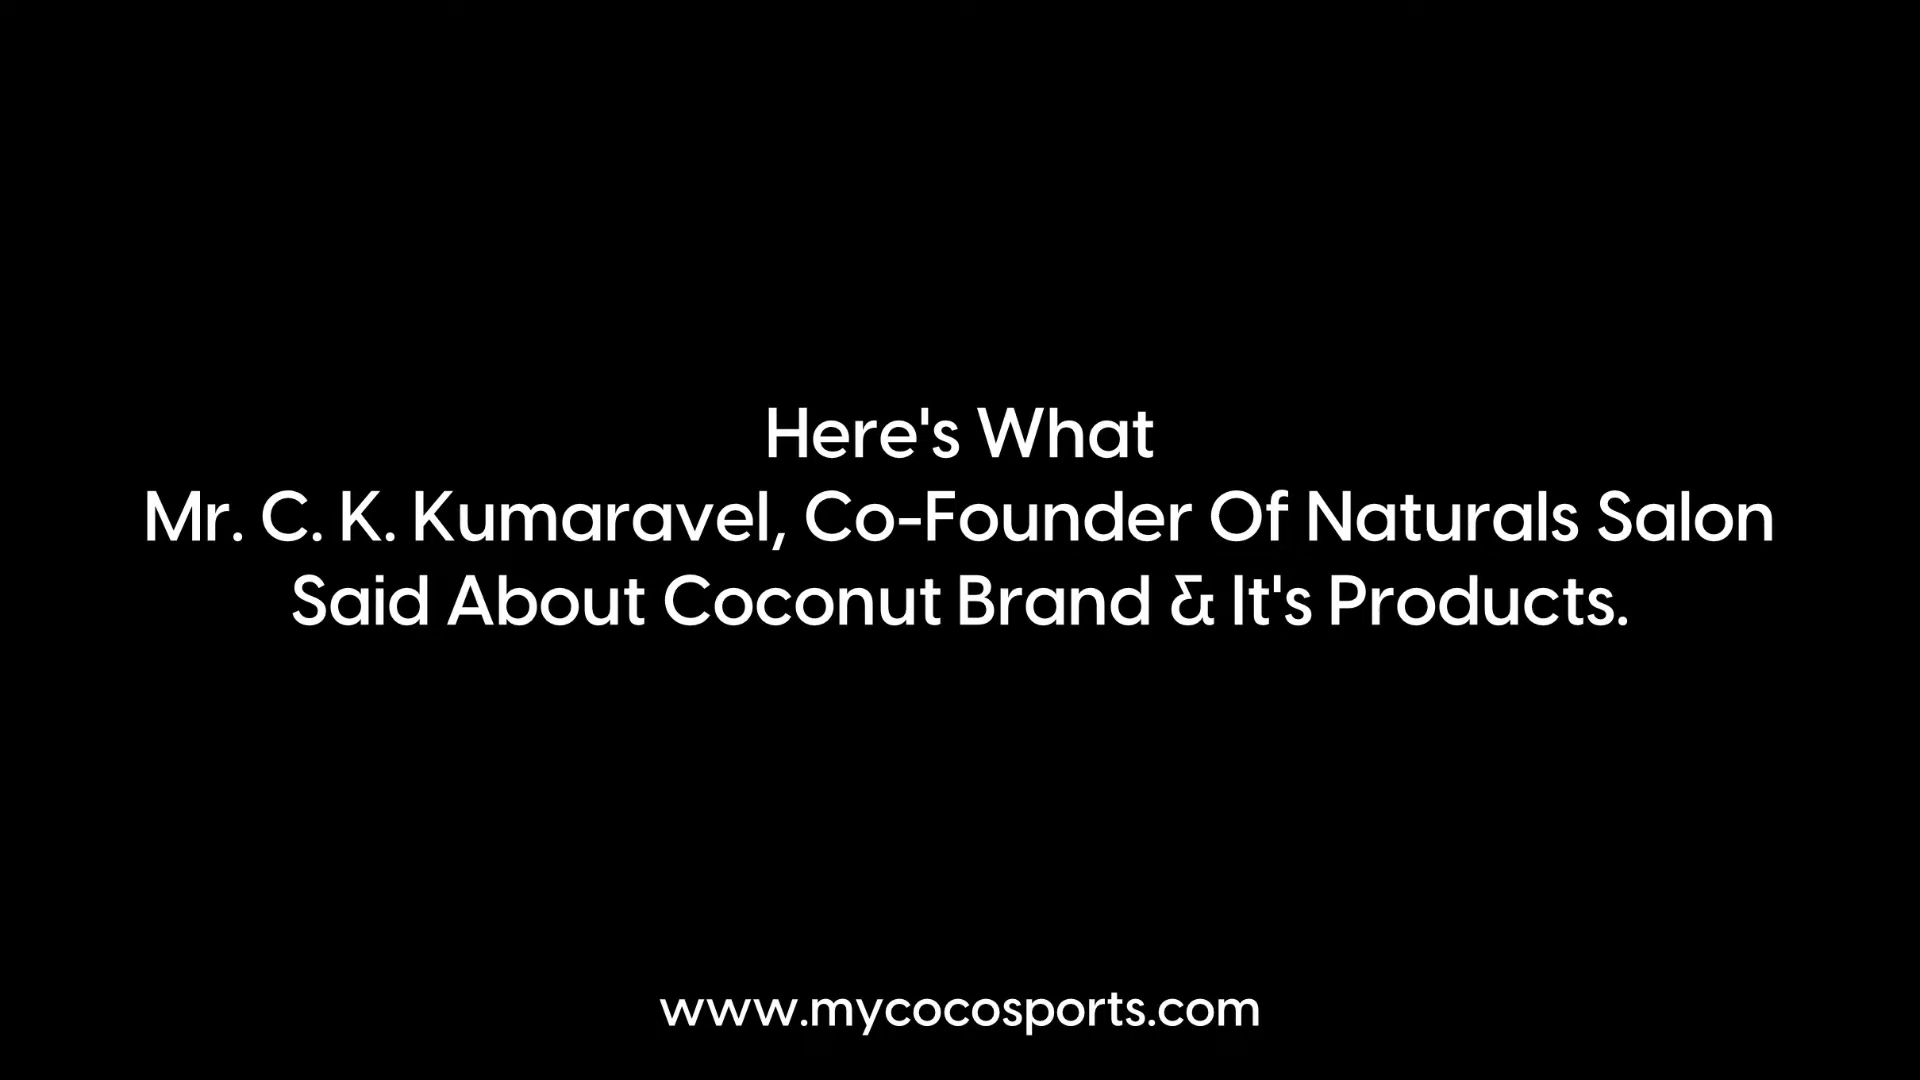 Here's What
Mr. C. K. Kumaravel, Co-Founder Of Naturals Salon
Said About Coconut Brand & It's Products.
www.mycocosports.com